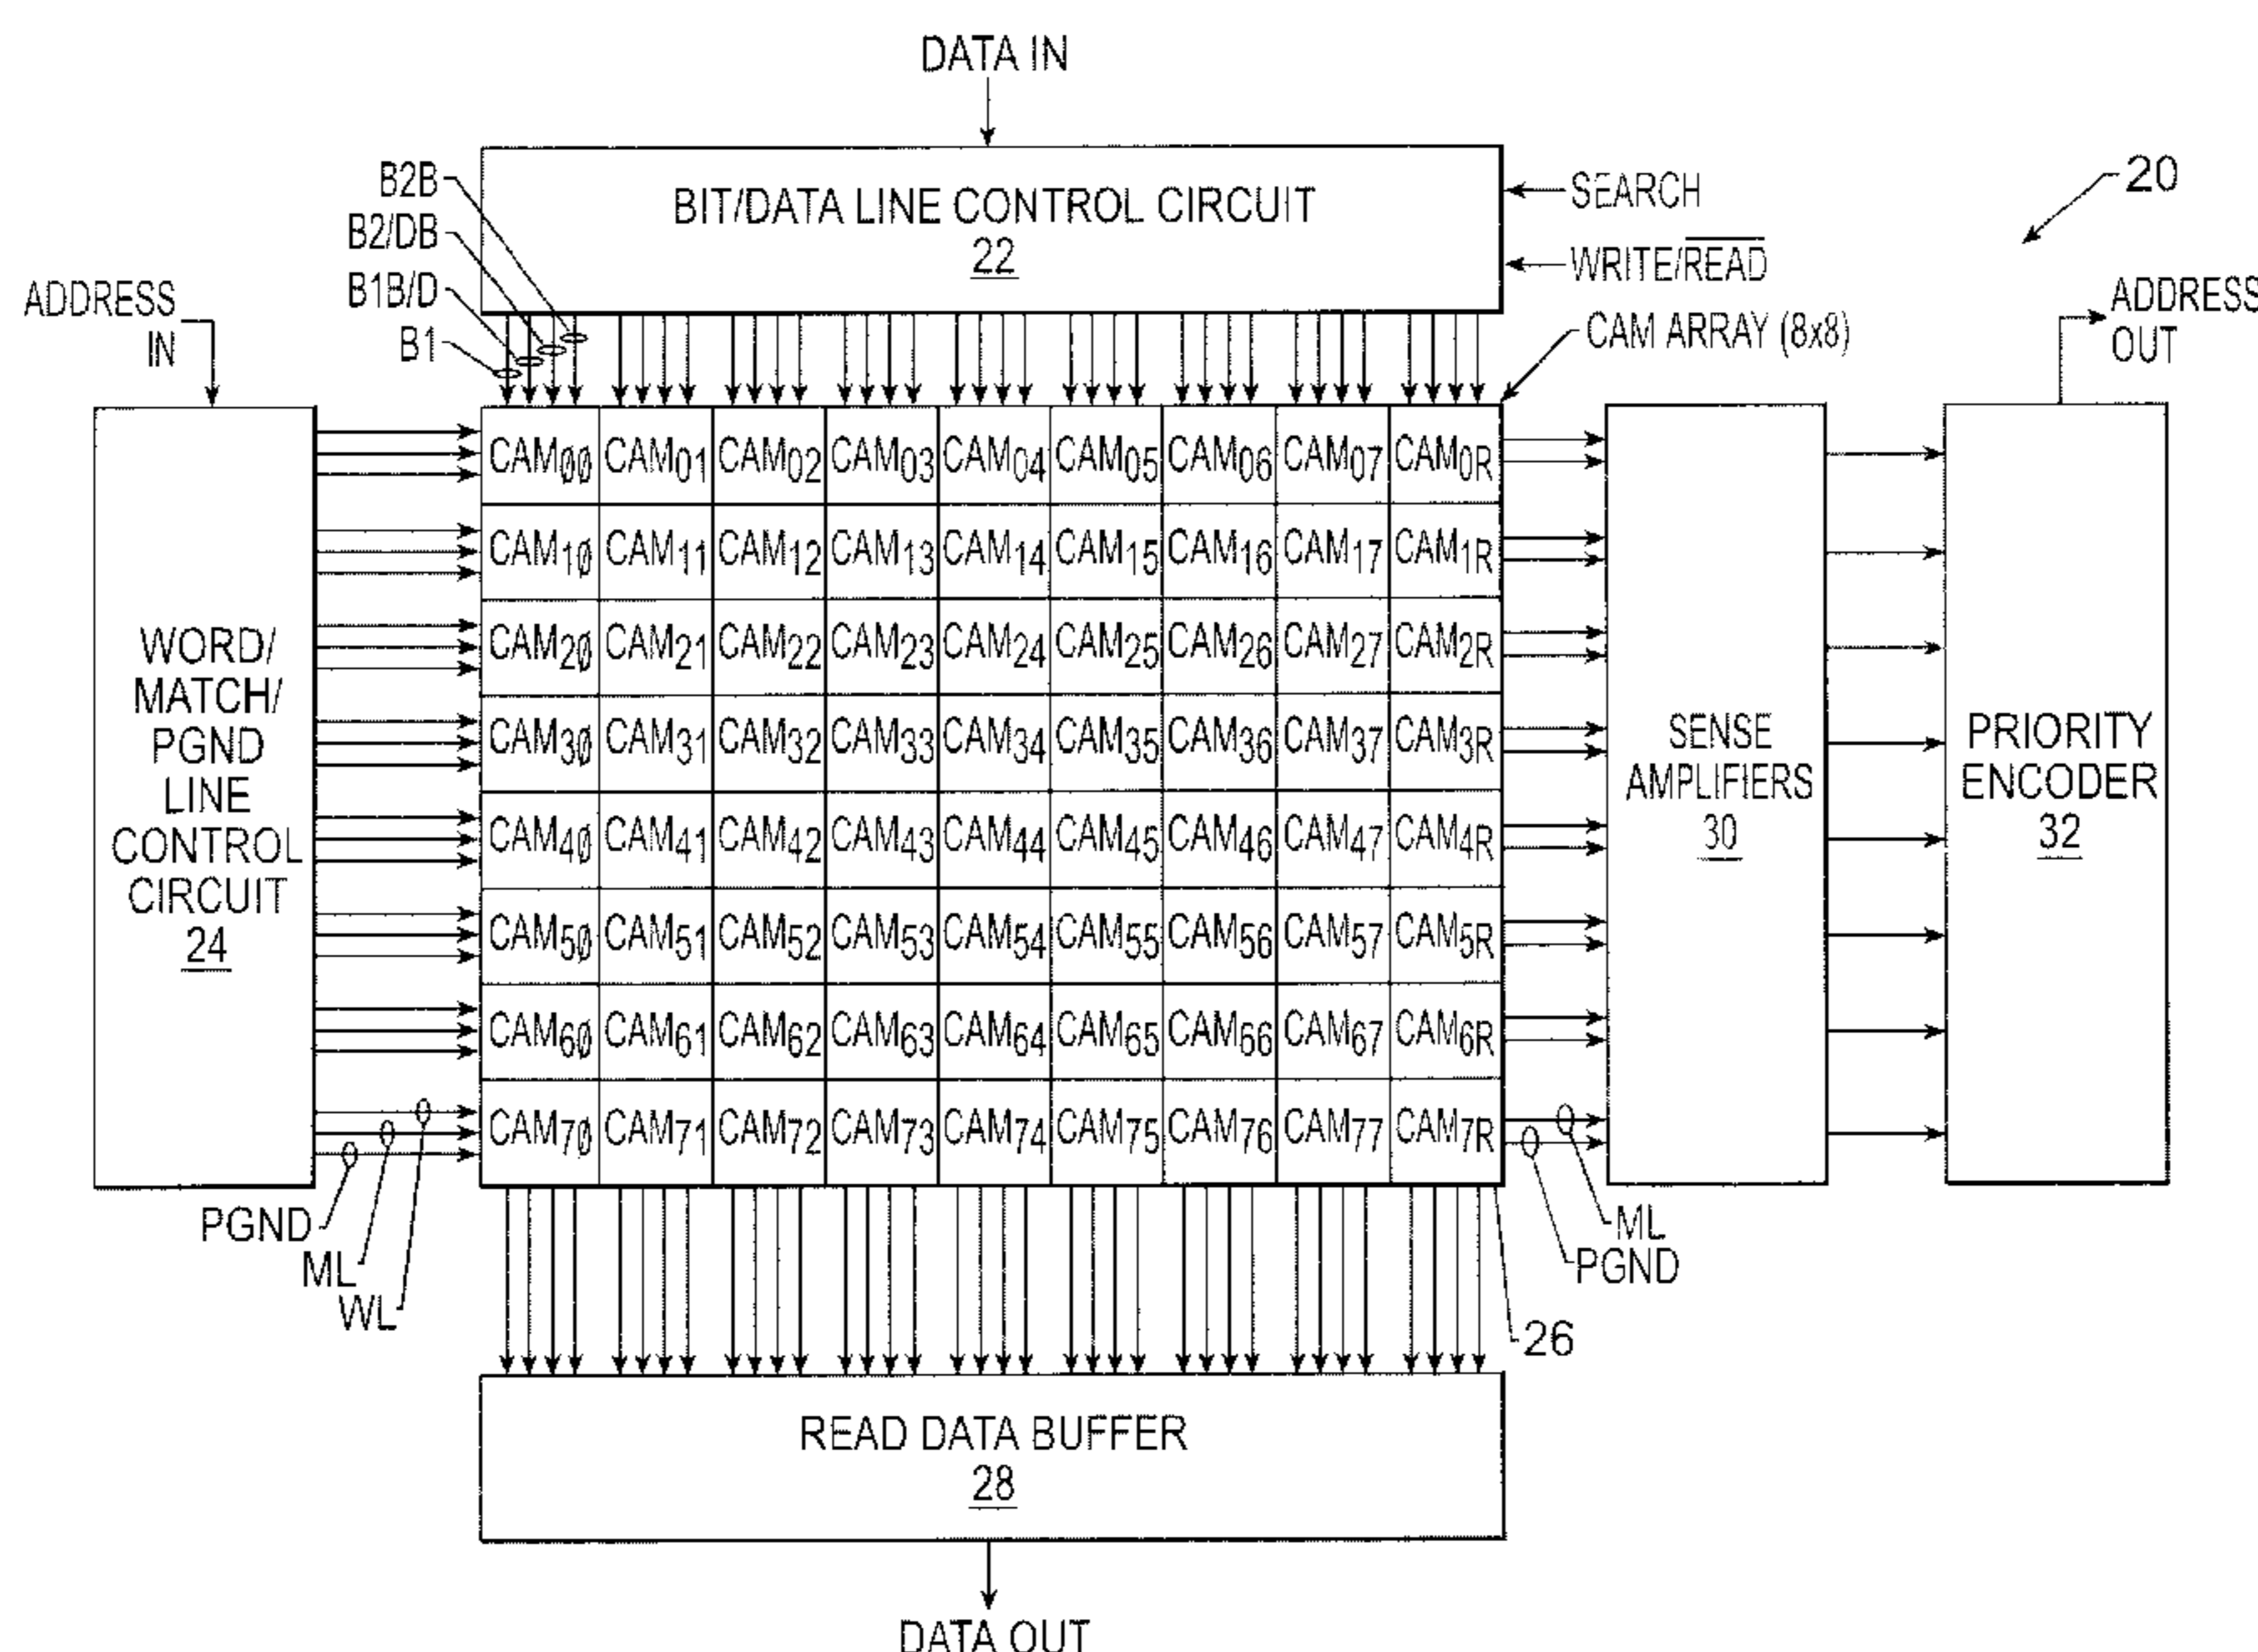 DATA IN
BIT/DATA LINE CONTROL CIRCUIT
22
SEARCH
WRITE/READ
20
B2B
B2/DB
B1B/D
B1
ADDRESS
IN
CAM ARRAY (8x8)
ADDRESS
OUT
WORD/
MATCH/
PGND
LINE
CONTROL
CIRCUIT
24
CAM00 CAM01 CAM02 CAM03 CAM04 CAM05 CAM06 CAM07 CAM0R
CAM10 CAM11 CAM12 CAM13 CAM14 CAM15 CAM16 CAM17 CAM1R
CAM20 CAM21 CAM22 CAM23 CAM24 CAM25 CAM26 CAM27 CAM2R
CAM30 CAM31 CAM32 CAM33 CAM34 CAM35 CAM36 CAM37 CAM3R
CAM40 CAM41 CAM42 CAM43 CAM44 CAM45 CAM46 CAM47 CAM4R
CAM50 CAM51 CAM52 CAM53 CAM54 CAM55 CAM56 CAM57 CAM5R
CAM60 CAM61 CAM62 CAM63 CAM64 CAM65 CAM66 CAM67 CAM6R
CAM70 CAM71 CAM72 CAM73 CAM74 CAM75 CAM76 CAM77 CAM7R
SENSE
AMPLIFIERS
30
PRIORITY
ENCODER
32
PGND
ML
WL
ML
PGND
26
READ DATA BUFFER
28
DATA OUT